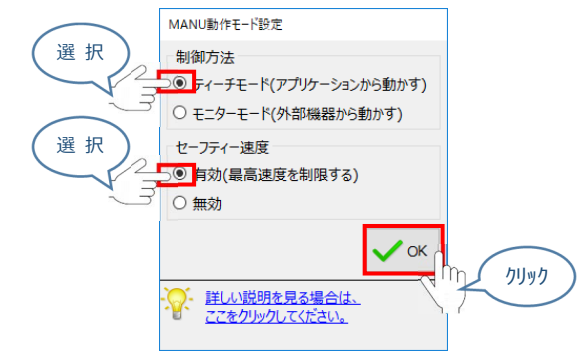 MANU動作モード設定
選 択
制御方法
ティーチモード(アプリケーションから動かす)
モニターモード(外部機器から動かす)
選 択
セーフティー速度
有効(最高速度を制限する)
無効
OK
クリック
詳しい説明を見る場合は、
ここをクリックしてください。